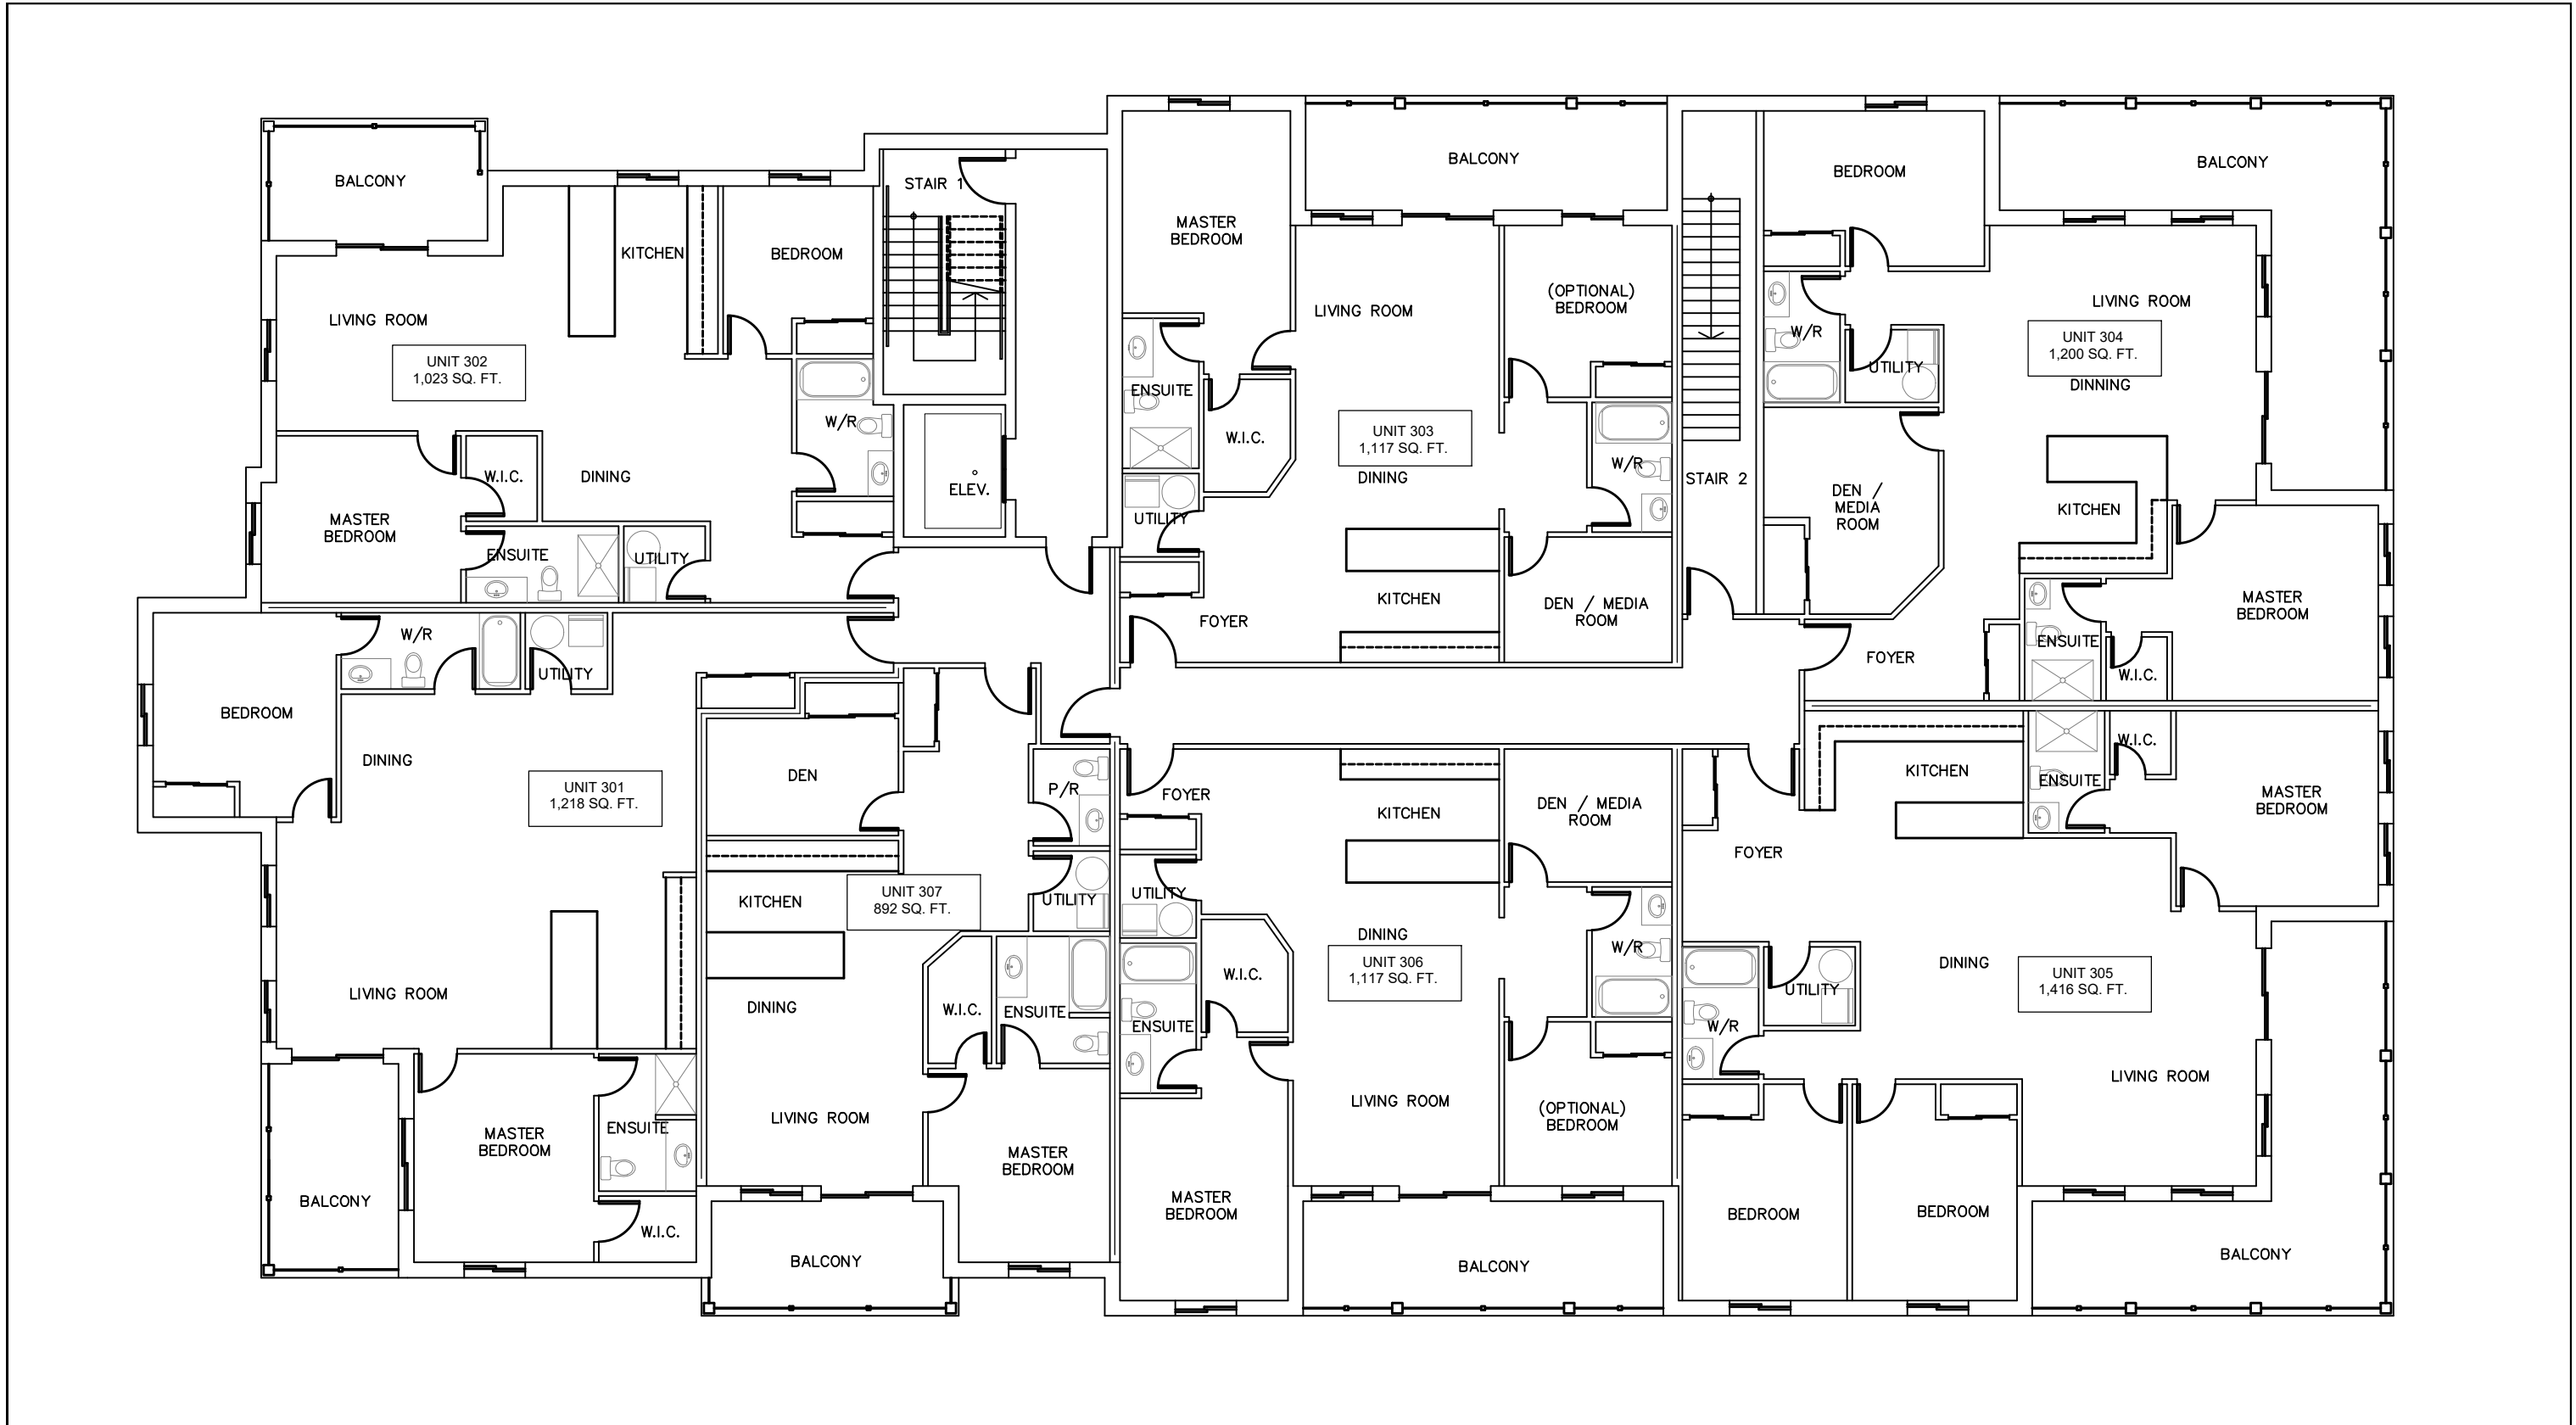 BALCONY
KITCHEN
BEDROOM
LIVING ROOM
UNIT 302
1,023 SQ. FT.
W/R
W.I.C.
DINING
MASTER
BEDROOM
ENSUITE
UTILITY
STAIR 1
ELEV.
MASTER
BEDROOM
BALCONY
LIVING ROOM
(OPTIONAL)
BEDROOM
ENSUITE
W.I.C.
UNIT 303
1,117 SQ. FT.
DINING
W/R
UTILITY
KITCHEN
DEN / MEDIA
ROOM
FOYER
STAIR 2
BEDROOM
BALCONY
LIVING ROOM
W/R
UTILITY
UNIT 304
1,200 SQ. FT.
DINNING
DEN /
MEDIA
ROOM
KITCHEN
MASTER
BEDROOM
ENSUITE
FOYER
W.I.C.
W/R
UTILITY
BEDROOM
DINING
UNIT 301
1,218 SQ. FT.
LIVING ROOM
MASTER
BEDROOM
ENSUITE
BALCONY
W.I.C.
DEN
P/R
KITCHEN
UNIT 307
892 SQ. FT.
UTILITY
DINING
W.I.C.
ENSUITE
LIVING ROOM
MASTER
BEDROOM
BALCONY
FOYER
KITCHEN
DEN / MEDIA
ROOM
UTILITY
DINING
UNIT 306
1,117 SQ. FT.
W/R
W.I.C.
ENSUITE
LIVING ROOM
(OPTIONAL)
BEDROOM
MASTER
BEDROOM
BALCONY
W.I.C.
KITCHEN
ENSUITE
MASTER
BEDROOM
FOYER
DINING
UNIT 305
1,416 SQ. FT.
UTILITY
W/R
LIVING ROOM
BEDROOM
BEDROOM
BALCONY